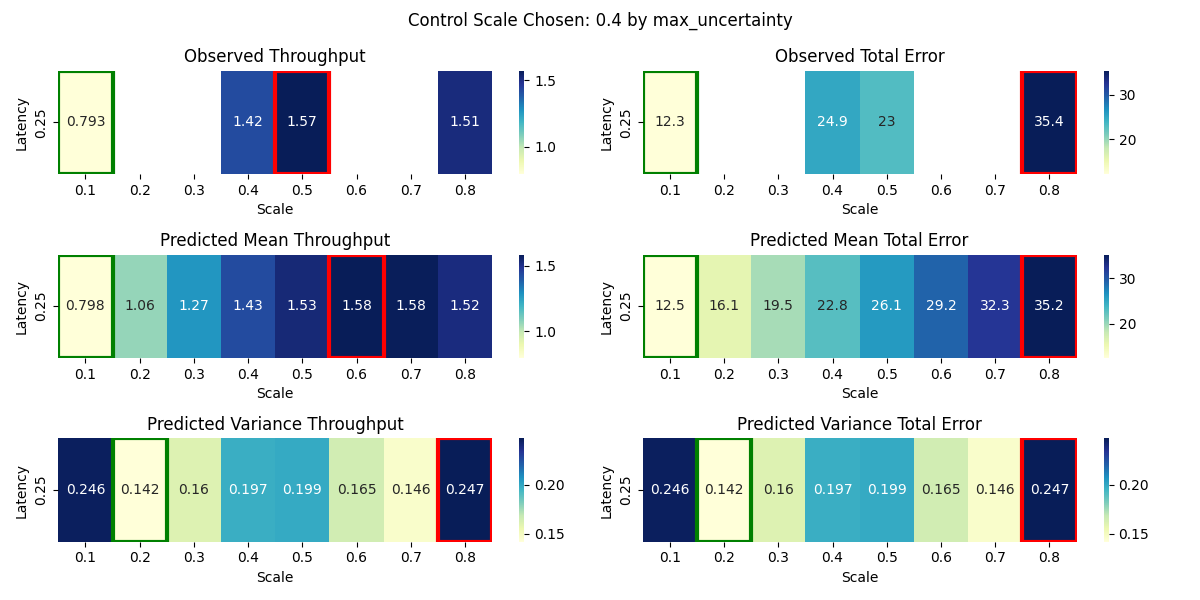 Control Scale Chosen: 0.4 by max_uncertainty
Observed Throughput
Latency
0.25
0.793 1.42 1.57 1.51
0.1 0.2 0.3 0.4 0.5 0.6 0.7 0.8
Scale
1.5
1.0
Observed Total Error
Latency
0.25
12.3 24.9 23 35.4
0.1 0.2 0.3 0.4 0.5 0.6 0.7 0.8
Scale
30
20
Predicted Mean Throughput
Latency
0.25
0.798 1.06 1.27 1.43 1.53 1.58 1.58 1.52
0.1 0.2 0.3 0.4 0.5 0.6 0.7 0.8
Scale
1.5
1.0
Predicted Mean Total Error
Latency
0.25
12.5 16.1 19.5 22.8 26.1 29.2 32.3 35.2
0.1 0.2 0.3 0.4 0.5 0.6 0.7 0.8
Scale
30
20
Predicted Variance Throughput
Latency
0.25
0.246 0.142 0.16 0.197 0.199 0.165 0.146 0.247
0.1 0.2 0.3 0.4 0.5 0.6 0.7 0.8
Scale
0.20
0.15
Predicted Variance Total Error
Latency
0.25
0.246 0.142 0.16 0.197 0.199 0.165 0.146 0.247
0.1 0.2 0.3 0.4 0.5 0.6 0.7 0.8
Scale
0.20
0.15